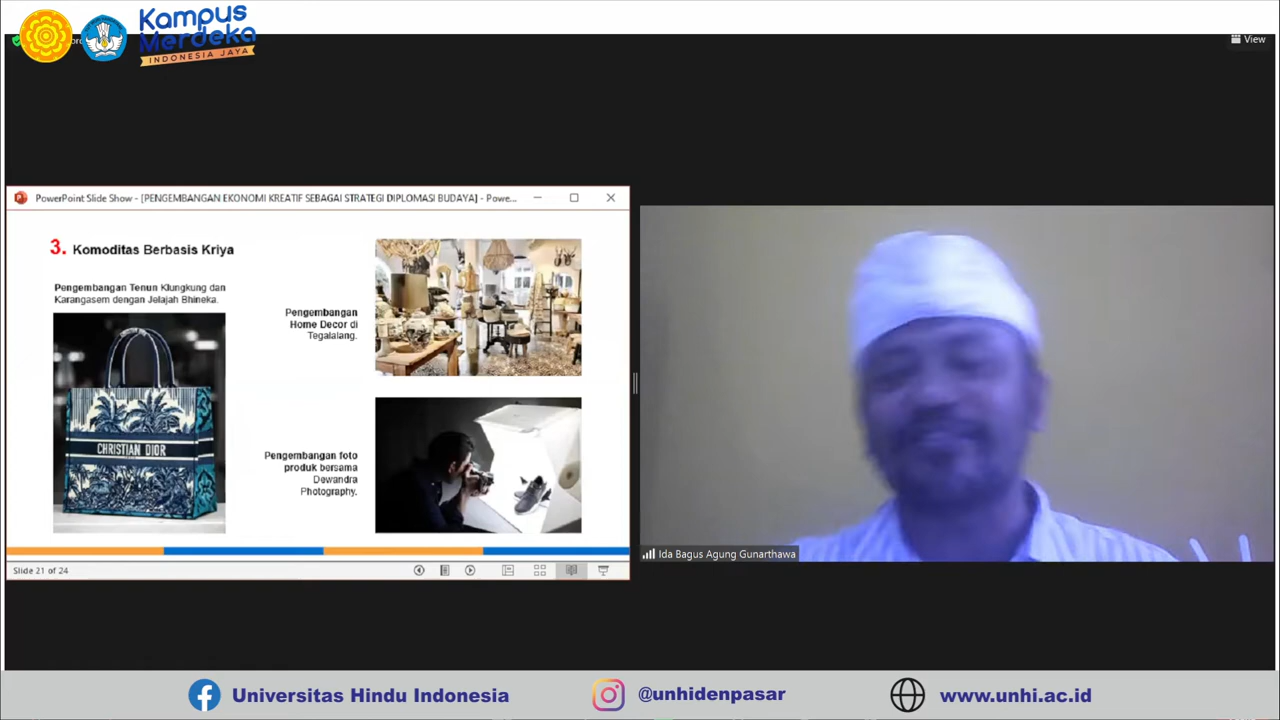 Kampus
Merdeka
INDONESIA JAYA
View
PowerPoint Slide Show - [PENGEMBANGAN EKONOMI KREATIF SEBAGAI STRATEGI DIPLOMASI BUDAYA] - Powe...
3. Komoditas Berbasis Kriya
Pengembangan Tenun Klungkung dan
Karangasem dengan Jelajah Bhineka.
CHRISTIAN DIOR
Pengembangan
Home Decor di
Tegalalang.
Pengembangan foto
produk bersama
Dewandra
Photography.
Slide 21 of 24
Ida Bagus Agung Gunarthawa
Universitas Hindu Indonesia
@unhidenpasar
www.unhi.ac.id